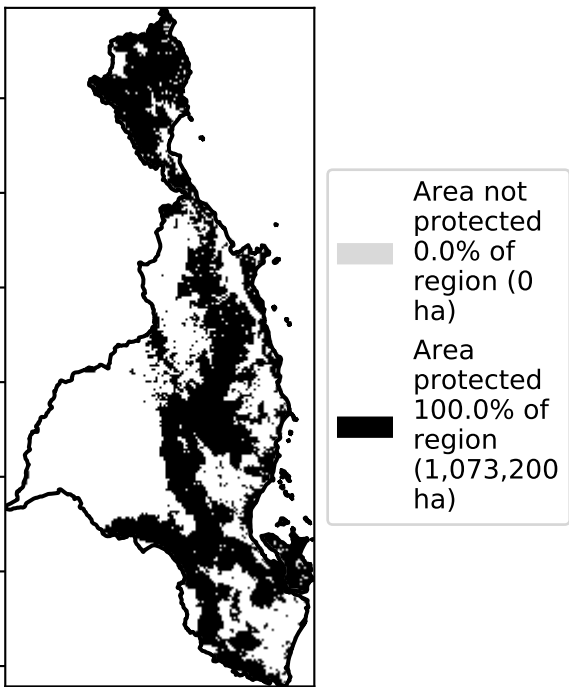 Area not
protected
0.0% of
region (0
ha)
Area
protected
100.0% of
region
(1,073,200
ha)